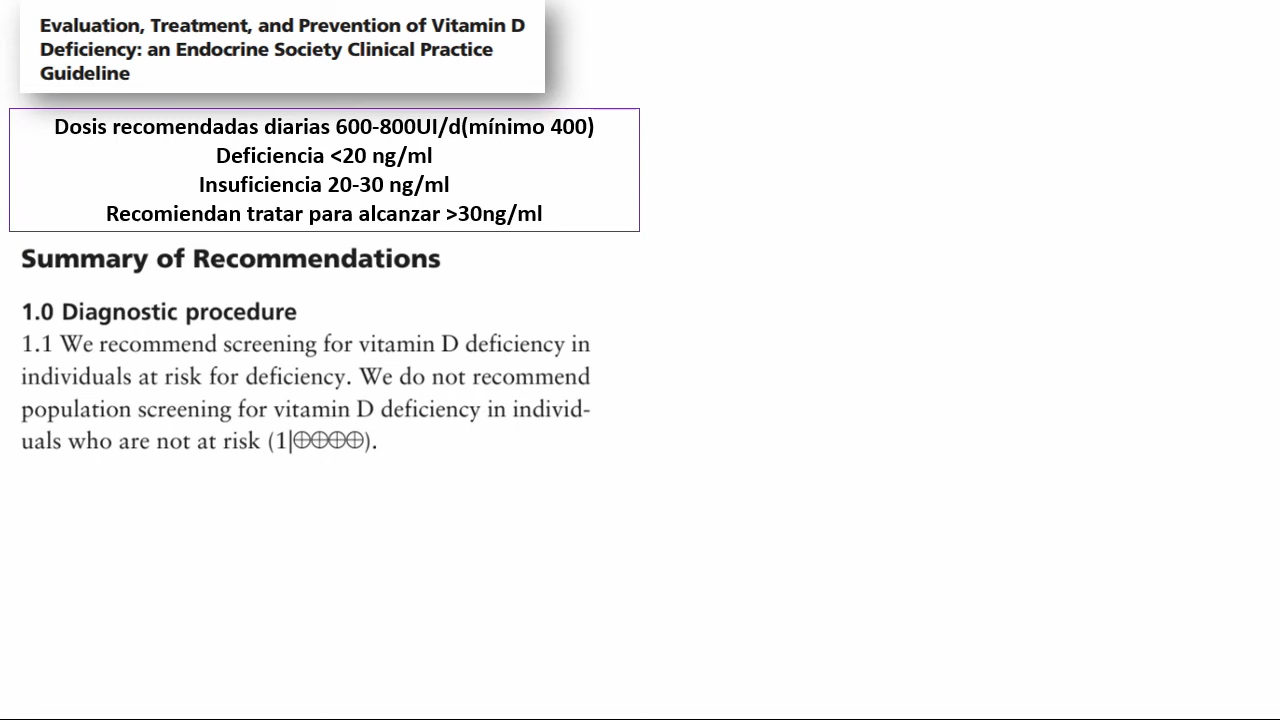 Evaluation, Treatment, and Prevention of Vitamin D
Deficiency: an Endocrine Society Clinical Practice
Guideline
Dosis recomendadas diarias 600-800UI/d(mínimo 400)
Deficiencia <20 ng/ml
Insuficiencia 20-30 ng/ml
Recomiendan tratar para alcanzar >30ng/ml
Summary of Recommendations
1.0 Diagnostic procedure
1.1 We recommend screening for vitamin D deficiency in
individuals at risk for deficiency. We do not recommend
population screening for vitamin D deficiency in individ-
uals who are not at risk (1|⊕⊕⊕⊕).